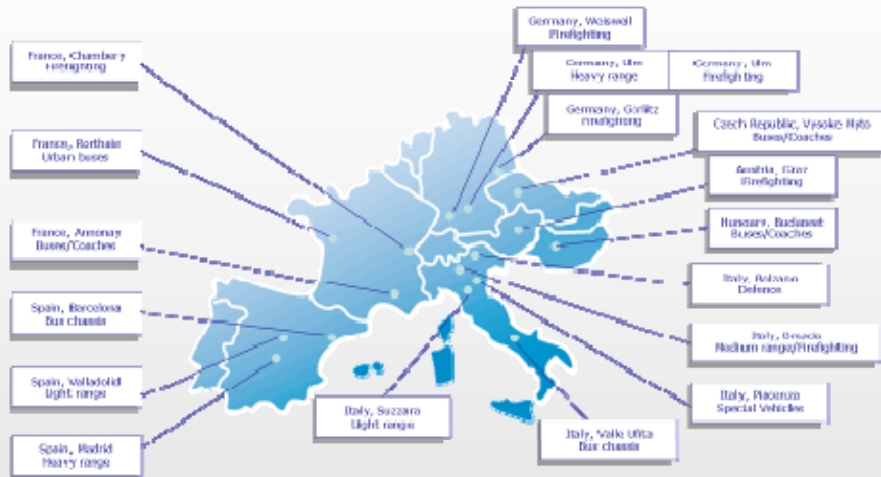 Germany, Weisweil
Firefighting
France, Chambery
Firefighting
Germany, Ulm
Heavy range
Germany, Ulm
Firefighting
Germany, Gorlitz
Firefighting
Czech Republic, Vysoke Myto
Buses/Coaches
France, Rorthais
Urban buses
Austria, Graz
Firefighting
France, Annonay
Buses/Coaches
Hungary, Budapest
Buses/Coaches
Italy, Bolzano
Defence
Spain, Barcelona
Bus chassis
Italy, Brescia
Medium range/Firefighting
Spain, Valladolid
Light range
Italy, Suzzara
Light range
Italy, Piacenza
Special Vehicles
Spain, Madrid
Heavy range
Italy, Valle Ufita
Bus chassis